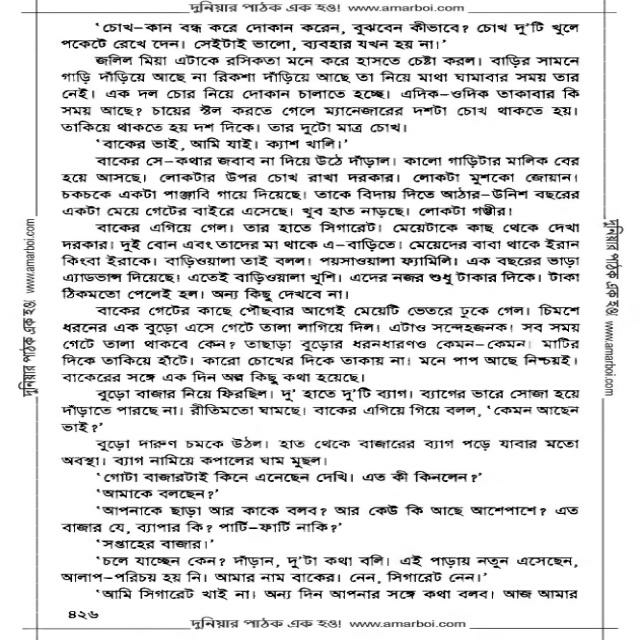 দুনিয়ার পাঠক এক হও! www.amarboi.com
‘চোখ-কান বন্ধ করে দোকান করেন, বুঝবেন কীভাবে? চোখ দু’টি খুলে
পকেটে রেখে দেন। সেইটাই ভালো, ব্যবহার যখন হয় না।’
জলিল মিয়া এটাকে রসিকতা মনে করে হাসতে চেষ্টা করল। বাড়ির সামনে
গাড়ি দাঁড়িয়ে আছে না রিকশা দাঁড়িয়ে আছে তা নিয়ে মাথা ঘামাবার সময় তার
নেই। এক দল চোর নিয়ে দোকান চালাতে হচ্ছে। এদিক-ওদিক তাকাবার কি
সময় আছে? চায়ের স্টল করতে গেলে ম্যানেজারের দশটা চোখ থাকতে হয়।
তাকিয়ে থাকতে হয় দশ দিকে। তার দুটো মাত্র চোখ।
‘বাকের ভাই, আমি যাই। ক্যাশ খালি।’
বাকের সে-কথার জবাব না দিয়ে উঠে দাঁড়াল। কালো গাড়িটার মালিক বের
হয়ে আসছে। লোকটার উপর চোখ রাখা দরকার। লোকটা মুশকো জোয়ান।
চকচকে একটা পাঞ্জাবি গায়ে দিয়েছে। তাকে বিদায় দিতে আঠার-উনিশ বছরের
একটা মেয়ে গেটের বাইরে এসেছে। খুব হাত নাড়ছে। লোকটা গম্ভীর।
বাকের এগিয়ে গেল। তার হাতে সিগারেট। মেয়েটাকে কাছ থেকে দেখা
দরকার। দুই বোন এবং তাদের মা থাকে এ-বাড়িতে। মেয়েদের বাবা থাকে ইরান
কিংবা ইরাকে। বাড়িওয়ালা তাই বলল। পয়সাওয়ালা ফ্যামিলি। এক বছরের ভাড়া
এ্যাডভান্স দিয়েছে। এতেই বাড়িওয়ালা খুশি। এদের নজর শুধু টাকার দিকে। টাকা
ঠিকমতো পেলেই হল। অন্য কিছু দেখবে না।
বাকের গেটের কাছে পৌঁছবার আগেই মেয়েটি ভেতরে ঢুকে গেল। চিমশে
ধরনের এক বুড়ো এসে গেটে তালা লাগিয়ে দিল। এটাও সন্দেহজনক। সব সময়
গেটে তালা থাকবে কেন? তাছাড়া বুড়োর ধরনধারণও কেমন-কেমন। মাটির
দিকে তাকিয়ে হাঁটে। কারো চোখের দিকে তাকায় না। মনে পাপ আছে নিশ্চয়ই।
বাকেরের সঙ্গে এক দিন অল্প কিছু কথা হয়েছে।
বুড়ো বাজার নিয়ে ফিরছিল। দু’ হাতে দু’টি ব্যাগ। ব্যাগের ভারে সোজা হয়ে
দাঁড়াতে পারছে না। রীতিমতো ঘামছে। বাকের এগিয়ে গিয়ে বলল, ‘কেমন আছেন
ভাই?’
বুড়ো দারুণ চমকে উঠল। হাত থেকে বাজারের ব্যাগ পড়ে যাবার মতো
অবস্থা। ব্যাগ নামিয়ে কপালের ঘাম মুছল।
‘গোটা বাজারটাই কিনে এনেছেন দেখি। এত কী কিনলেন?’
‘আমাকে বলছেন?’
‘আপনাকে ছাড়া আর কাকে বলব? আর কেউ কি আছে আশেপাশে? এত
বাজার যে, ব্যাপার কি? পার্টি-ফার্টি নাকি?’
‘সপ্তাহের বাজার।’
‘চলে যাচ্ছেন কেন? দাঁড়ান, দু’টা কথা বলি। এই পাড়ায় নতুন এসেছেন,
আলাপ-পরিচয় হয় নি। আমার নাম বাকের। নেন, সিগারেট নেন।’
‘আমি সিগারেট খাই না। অন্য দিন আপনার সঙ্গে কথা বলব। আজ আমার
৪২৬
দুনিয়ার পাঠক এক হও! www.amarboi.com
দুনিয়ার পাঠক এক হও! www.amarboi.com
দুনিয়ার পাঠক এক হও! www.amarboi.com